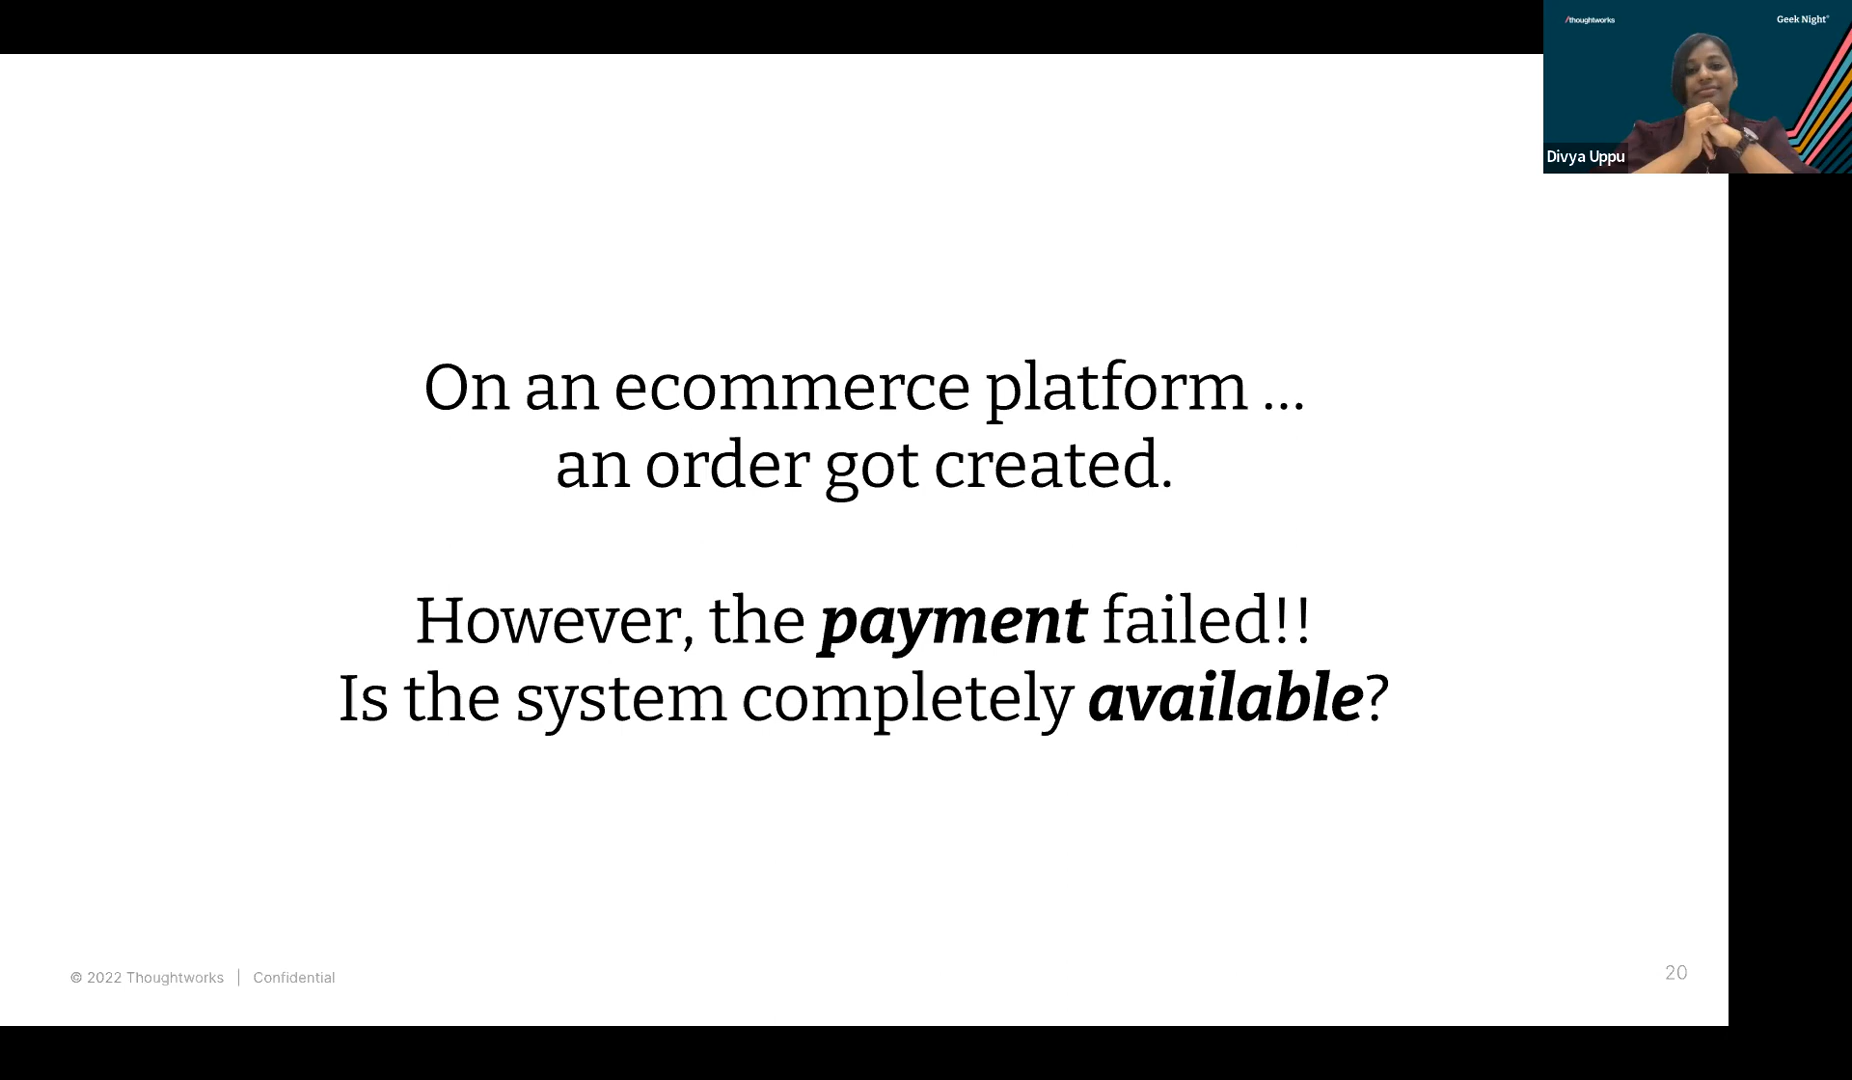 /thoughtworks
Geek Night
Divya Uppu
On an ecommerce platform ...
an order got created.
However, the payment failed!!
Is the system completely available?
© 2022 Thoughtworks | Confidential
20